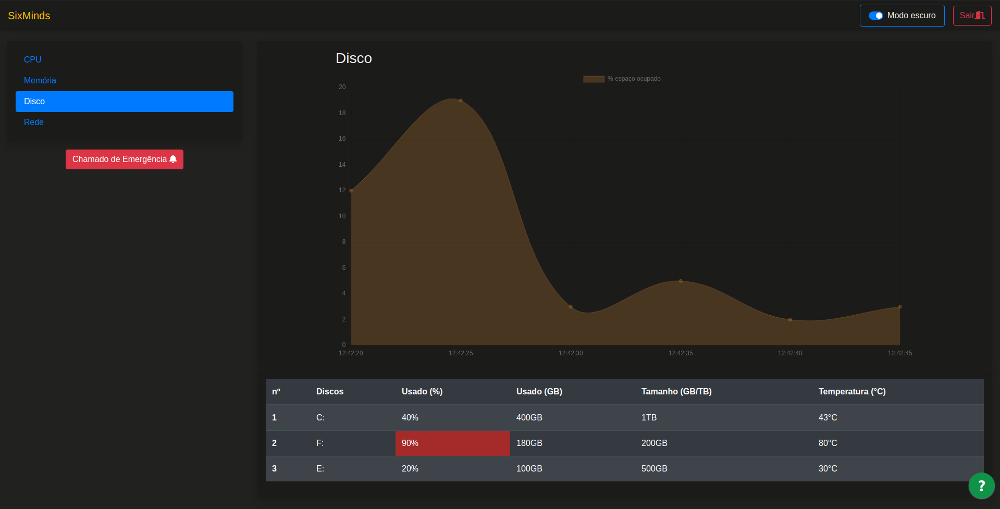 SixMinds
Modo escuro
Sair
CPU
Memória
Disco
Rede
Chamado de Emergência
Disco
% espaço ocupado
20
18
16
14
12
10
8
6
4
2
0
12:42:20 12:42:25 12:42:30 12:42:35 12:42:40 12:42:45
nº Discos Usado (%) Usado (GB) Tamanho (GB/TB) Temperatura (°C)
1 C: 40% 400GB 1TB 43°C
2 F: 90% 180GB 200GB 80°C
3 E: 20% 100GB 500GB 30°C
?